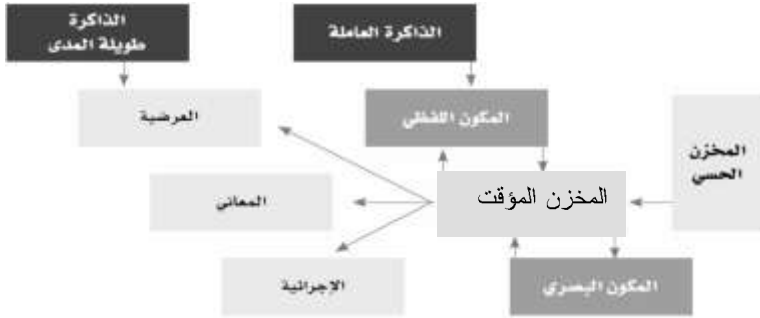 الذاكرة العاملة
الذاكرة
طويلة المدى
المكون اللفظي
العرضية
المخزن
الحسي
المخزن المؤقت
المعاني
المكون البصري
الإجرائية